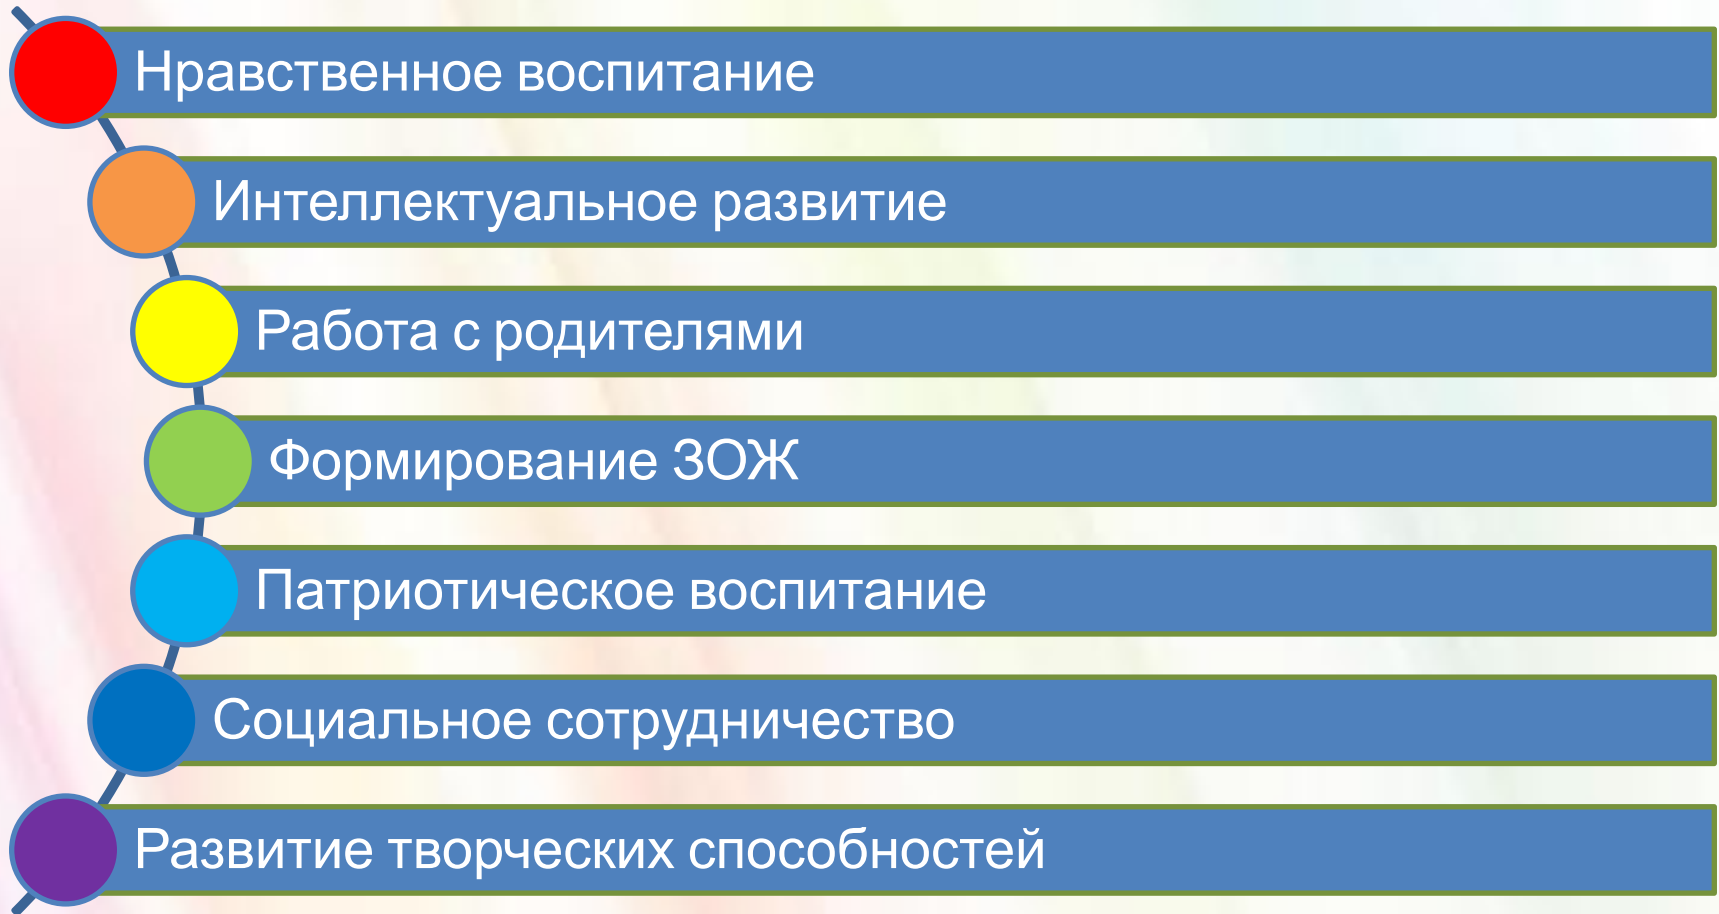 Нравственное воспитание
Интеллектуальное развитие
Работа с родителями
Формирование ЗОЖ
Патриотическое воспитание
Социальное сотрудничество
Развитие творческих способностей